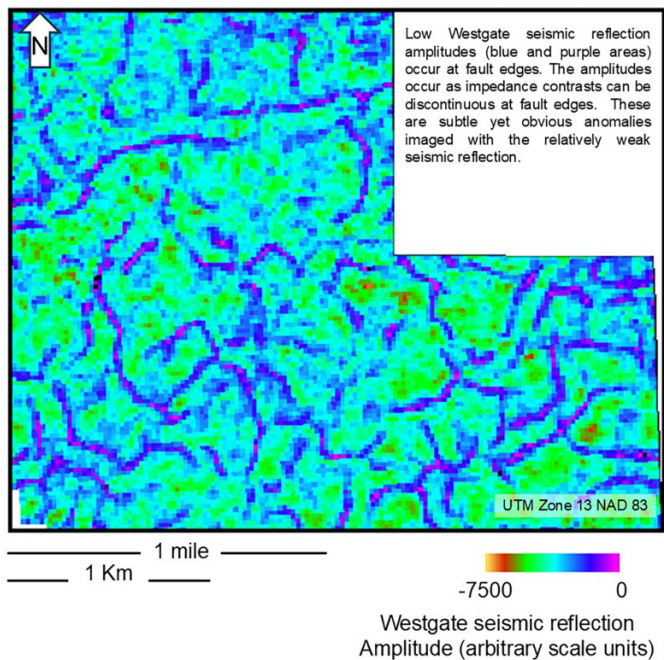 N
Low Westgate seismic reflection
amplitudes (blue and purple areas)
occur at fault edges. The amplitudes
occur as impedance contrasts can be
discontinuous at fault edges. These
are subtle yet obvious anomalies
imaged with the relatively weak
seismic reflection.
UTM Zone 13 NAD 83
1 mile
1 Km
-7500 0
Westgate seismic reflection
Amplitude (arbitrary scale units)